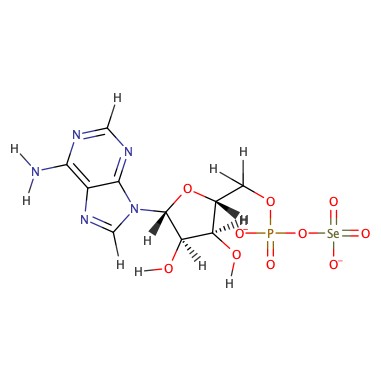 H
H H O
N N H H
H N O O O
N H O⁻ P O Se O
N N H O O O⁻
H H O H O
H H